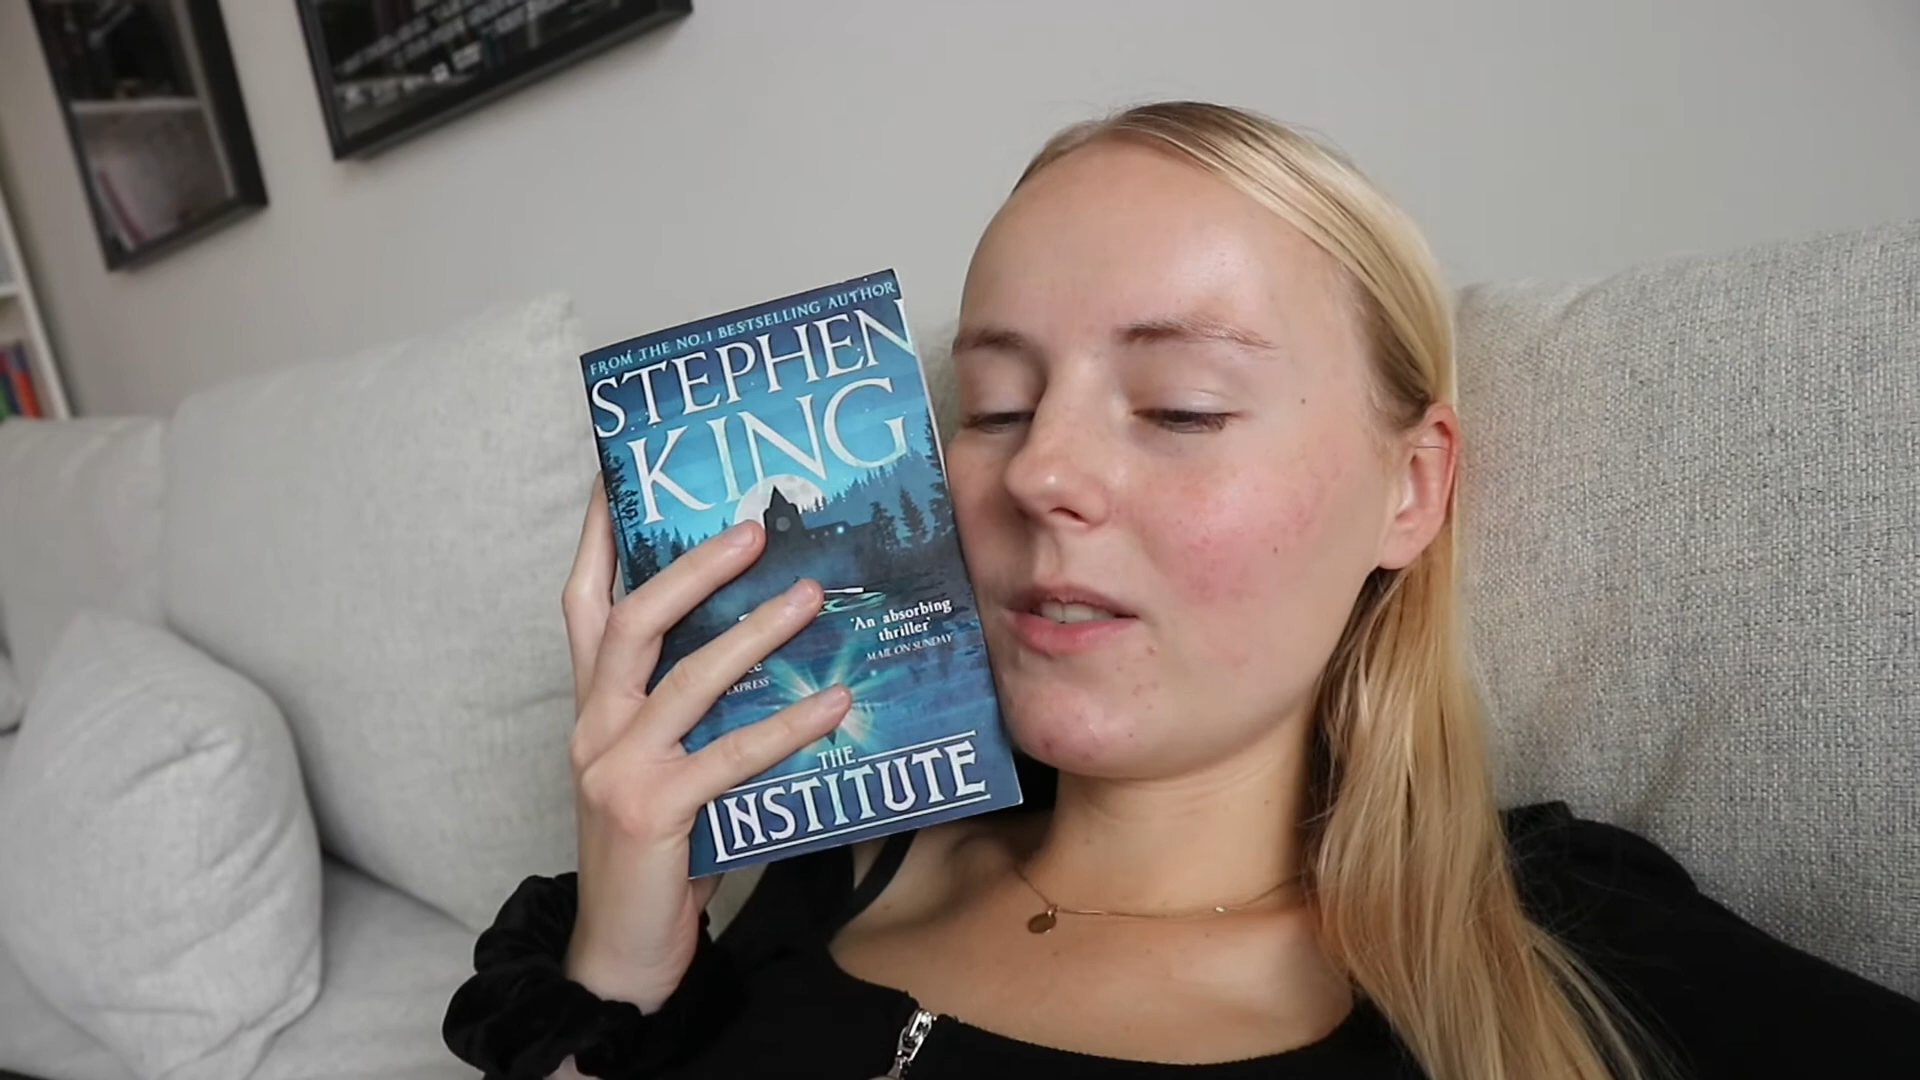 FROM THE NO.1 BESTSELLING AUTHOR
STEPHEN
KING
'An absorbing
thriller'
MAIL ON SUNDAY
EXPRESS
THE
INSTITUTE